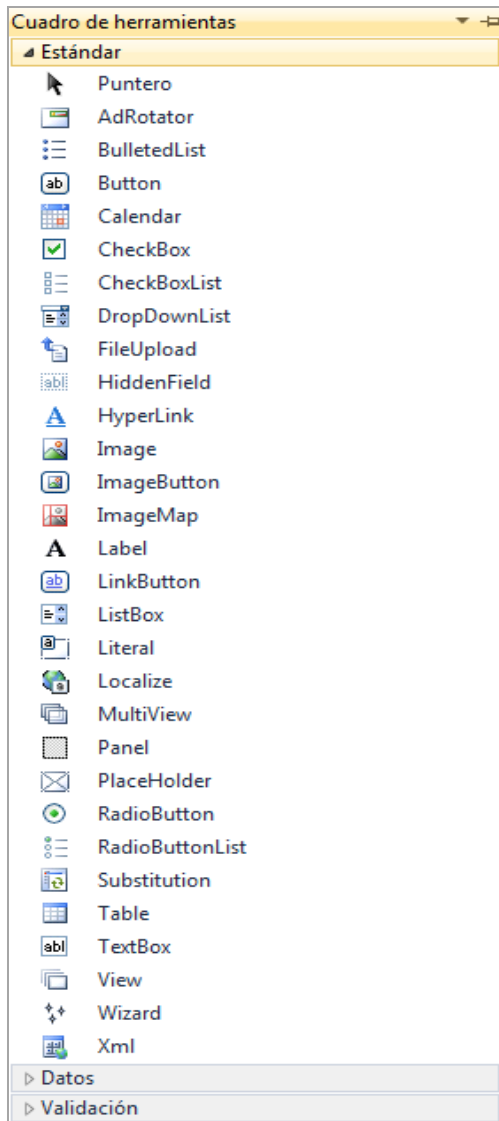 Cuadro de herramientas
Estándar
Puntero
AdRotator
BulletedList
Button
Calendar
CheckBox
CheckBoxList
DropDownList
FileUpload
HiddenField
HyperLink
Image
ImageButton
ImageMap
Label
LinkButton
ListBox
Literal
Localize
MultiView
Panel
PlaceHolder
RadioButton
RadioButtonList
Substitution
Table
TextBox
View
Wizard
Xml
Datos
Validación